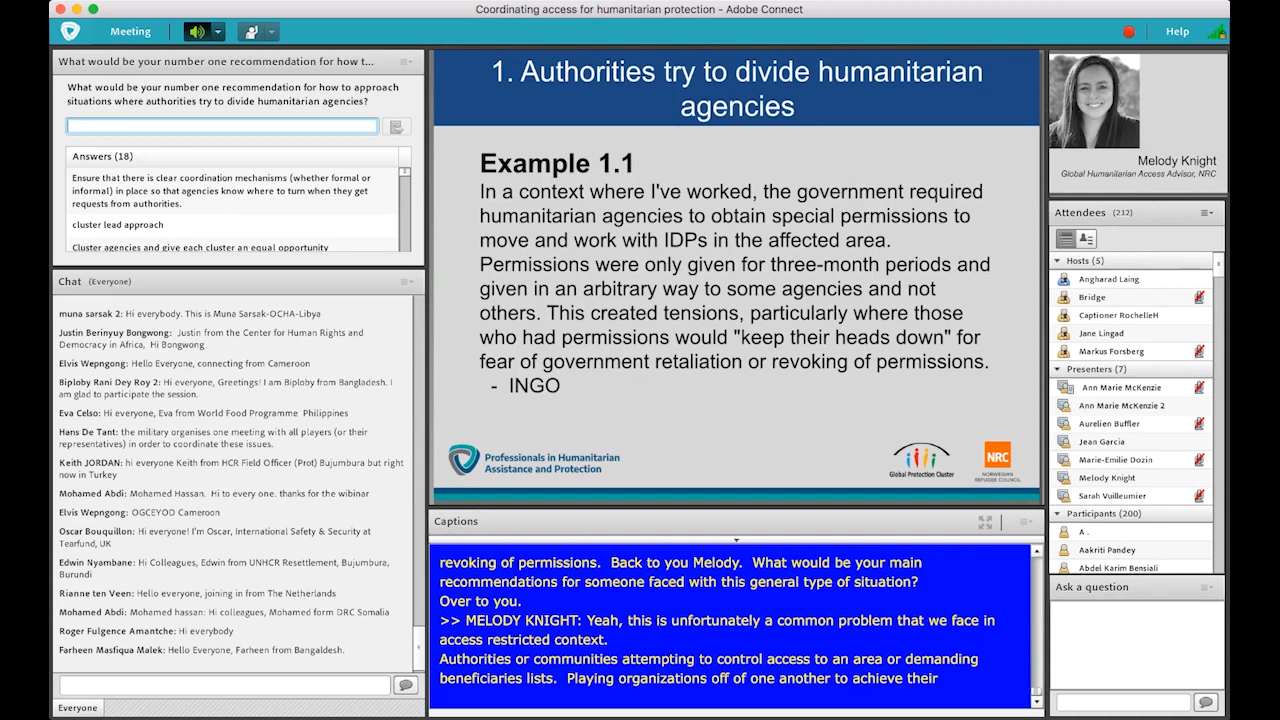 Coordinating access for humanitarian protection - Adobe Connect
Meeting
Help
What would be your number one recommendation for how t...
What would be your number one recommendation for how to approach
situations where authorities try to divide humanitarian agencies?
Answers (18)
Ensure that there is clear coordination mechanisms (whether formal or
informal) in place so that agencies know where to turn when they get
requests from authorities.
cluster lead approach
Cluster agencies and give each cluster an equal opportunity
Chat (Everyone)
muna sarsak 2: Hi everybody. This is Muna Sarsak-OCHA-Libya
Justin Berinyuy Bongwong: Justin from the Center for Human Rights and
Democracy in Africa, Hi Bongwong
Elvis Wepngong: Hello Everyone, connecting from Cameroon
Biploby Rani Dey Roy 2: Hi everyone, Greetings! I am Biploby from Bangladesh. I
am glad to participate the session.
Eva Celso: Hi everyone, Eva from World Food Programme Philippines
Hans De Tant: the military organises one meeting with all players (or their
representatives) in order to coordinate these issues.
Keith JORDAN: hi everyone Keith from HCR Field Officer (Prot) Bujumbura but right
now in Turkey
Mohamed Abdi: Mohamed Hassan. Hi to every one. thanks for the wibinar
Elvis Wepngong: OGCEYOD Cameroon
Oscar Bouquillon: Hi everyone! I'm Oscar, International Safety & Security at
Tearfund, UK
Edwin Nyambane: Hi Colleagues, Edwin from UNHCR Resettlement, Bujumbura,
Burundi
Rianne ten Veen: Hello everyone, joining in from The Netherlands
Mohamed Abdi: Mohamed hassan: Hi colleagues, Mohamed form DRC Somalia
Roger Fulgence Amantche: Hi everybody
Farheen Masfiqua Malek: Hello Everyone, Farheen from Bangaldesh.
Everyone
1. Authorities try to divide humanitarian
agencies
Example 1.1
In a context where I've worked, the government required
humanitarian agencies to obtain special permissions to
move and work with IDPs in the affected area.
Permissions were only given for three-month periods and
given in an arbitrary way to some agencies and not
others. This created tensions, particularly where those
who had permissions would "keep their heads down" for
fear of government retaliation or revoking of permissions.
- INGO
Professionals in Humanitarian
Assistance and Protection
Global Protection Cluster
NRC
NORWEGIAN
REFUGEE COUNCIL
Captions
revoking of permissions. Back to you Melody. What would be your main
recommendations for someone faced with this general type of situation?
Over to you.
>> MELODY KNIGHT: Yeah, this is unfortunately a common problem that we face in
access restricted context.
Authorities or communities attempting to control access to an area or demanding
beneficiaries lists. Playing organizations off of one another to achieve their
Melody Knight
Global Humanitarian Access Advisor, NRC
Attendees (212)
Hosts (5)
Angharad Laing
Bridge
Captioner RochelleH
Jane Lingad
Markus Forsberg
Presenters (7)
Ann Marie McKenzie
Ann Marie McKenzie 2
Aurelien Buffler
Jean Garcia
Marie-Emilie Dozin
Melody Knight
Sarah Vuilleumier
Participants (200)
A .
Aakriti Pandey
Abdel Karim Bensiali
Ask a question